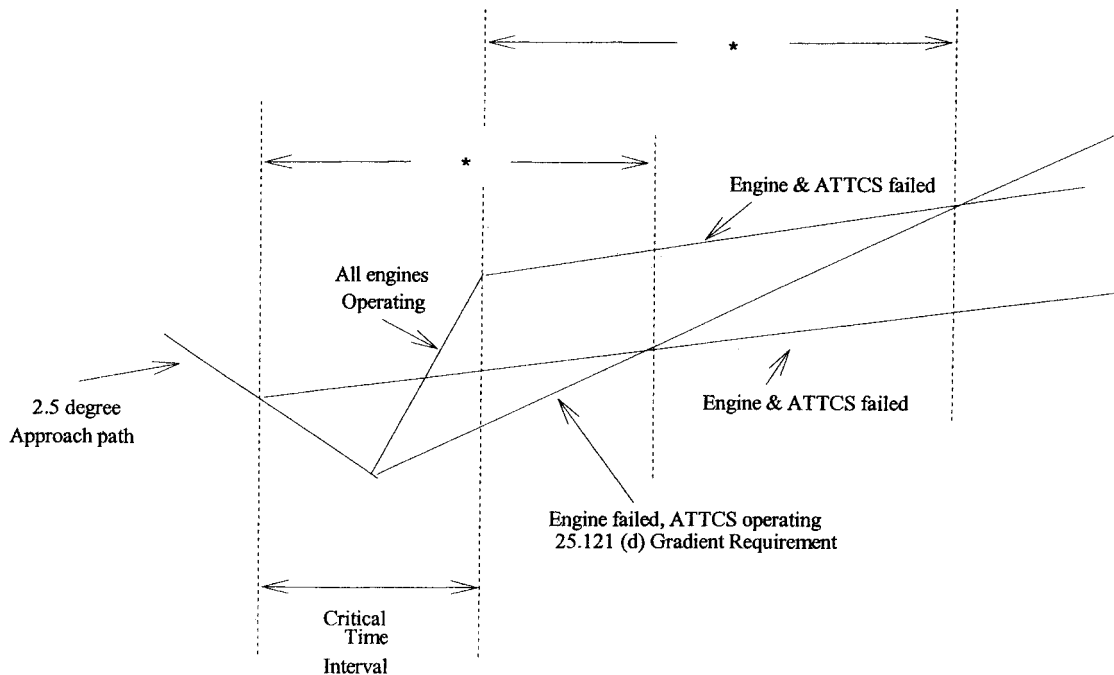 *
*
Engine & ATTCS failed
All engines
Operating
2.5 degree
Approach path
Engine & ATTCS failed
Engine failed, ATTCS operating
25.121 (d) Gradient Requirement
Critical
Time
Interval